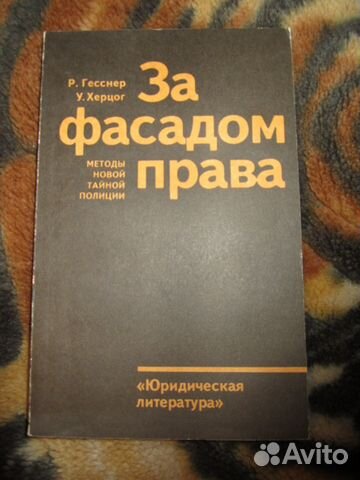 Р. Гесснер
У. Херцог
За
фасадом
права
МЕТОДЫ
НОВОЙ
ТАЙНОЙ
ПОЛИЦИИ
«Юридическая
литература»
Avito